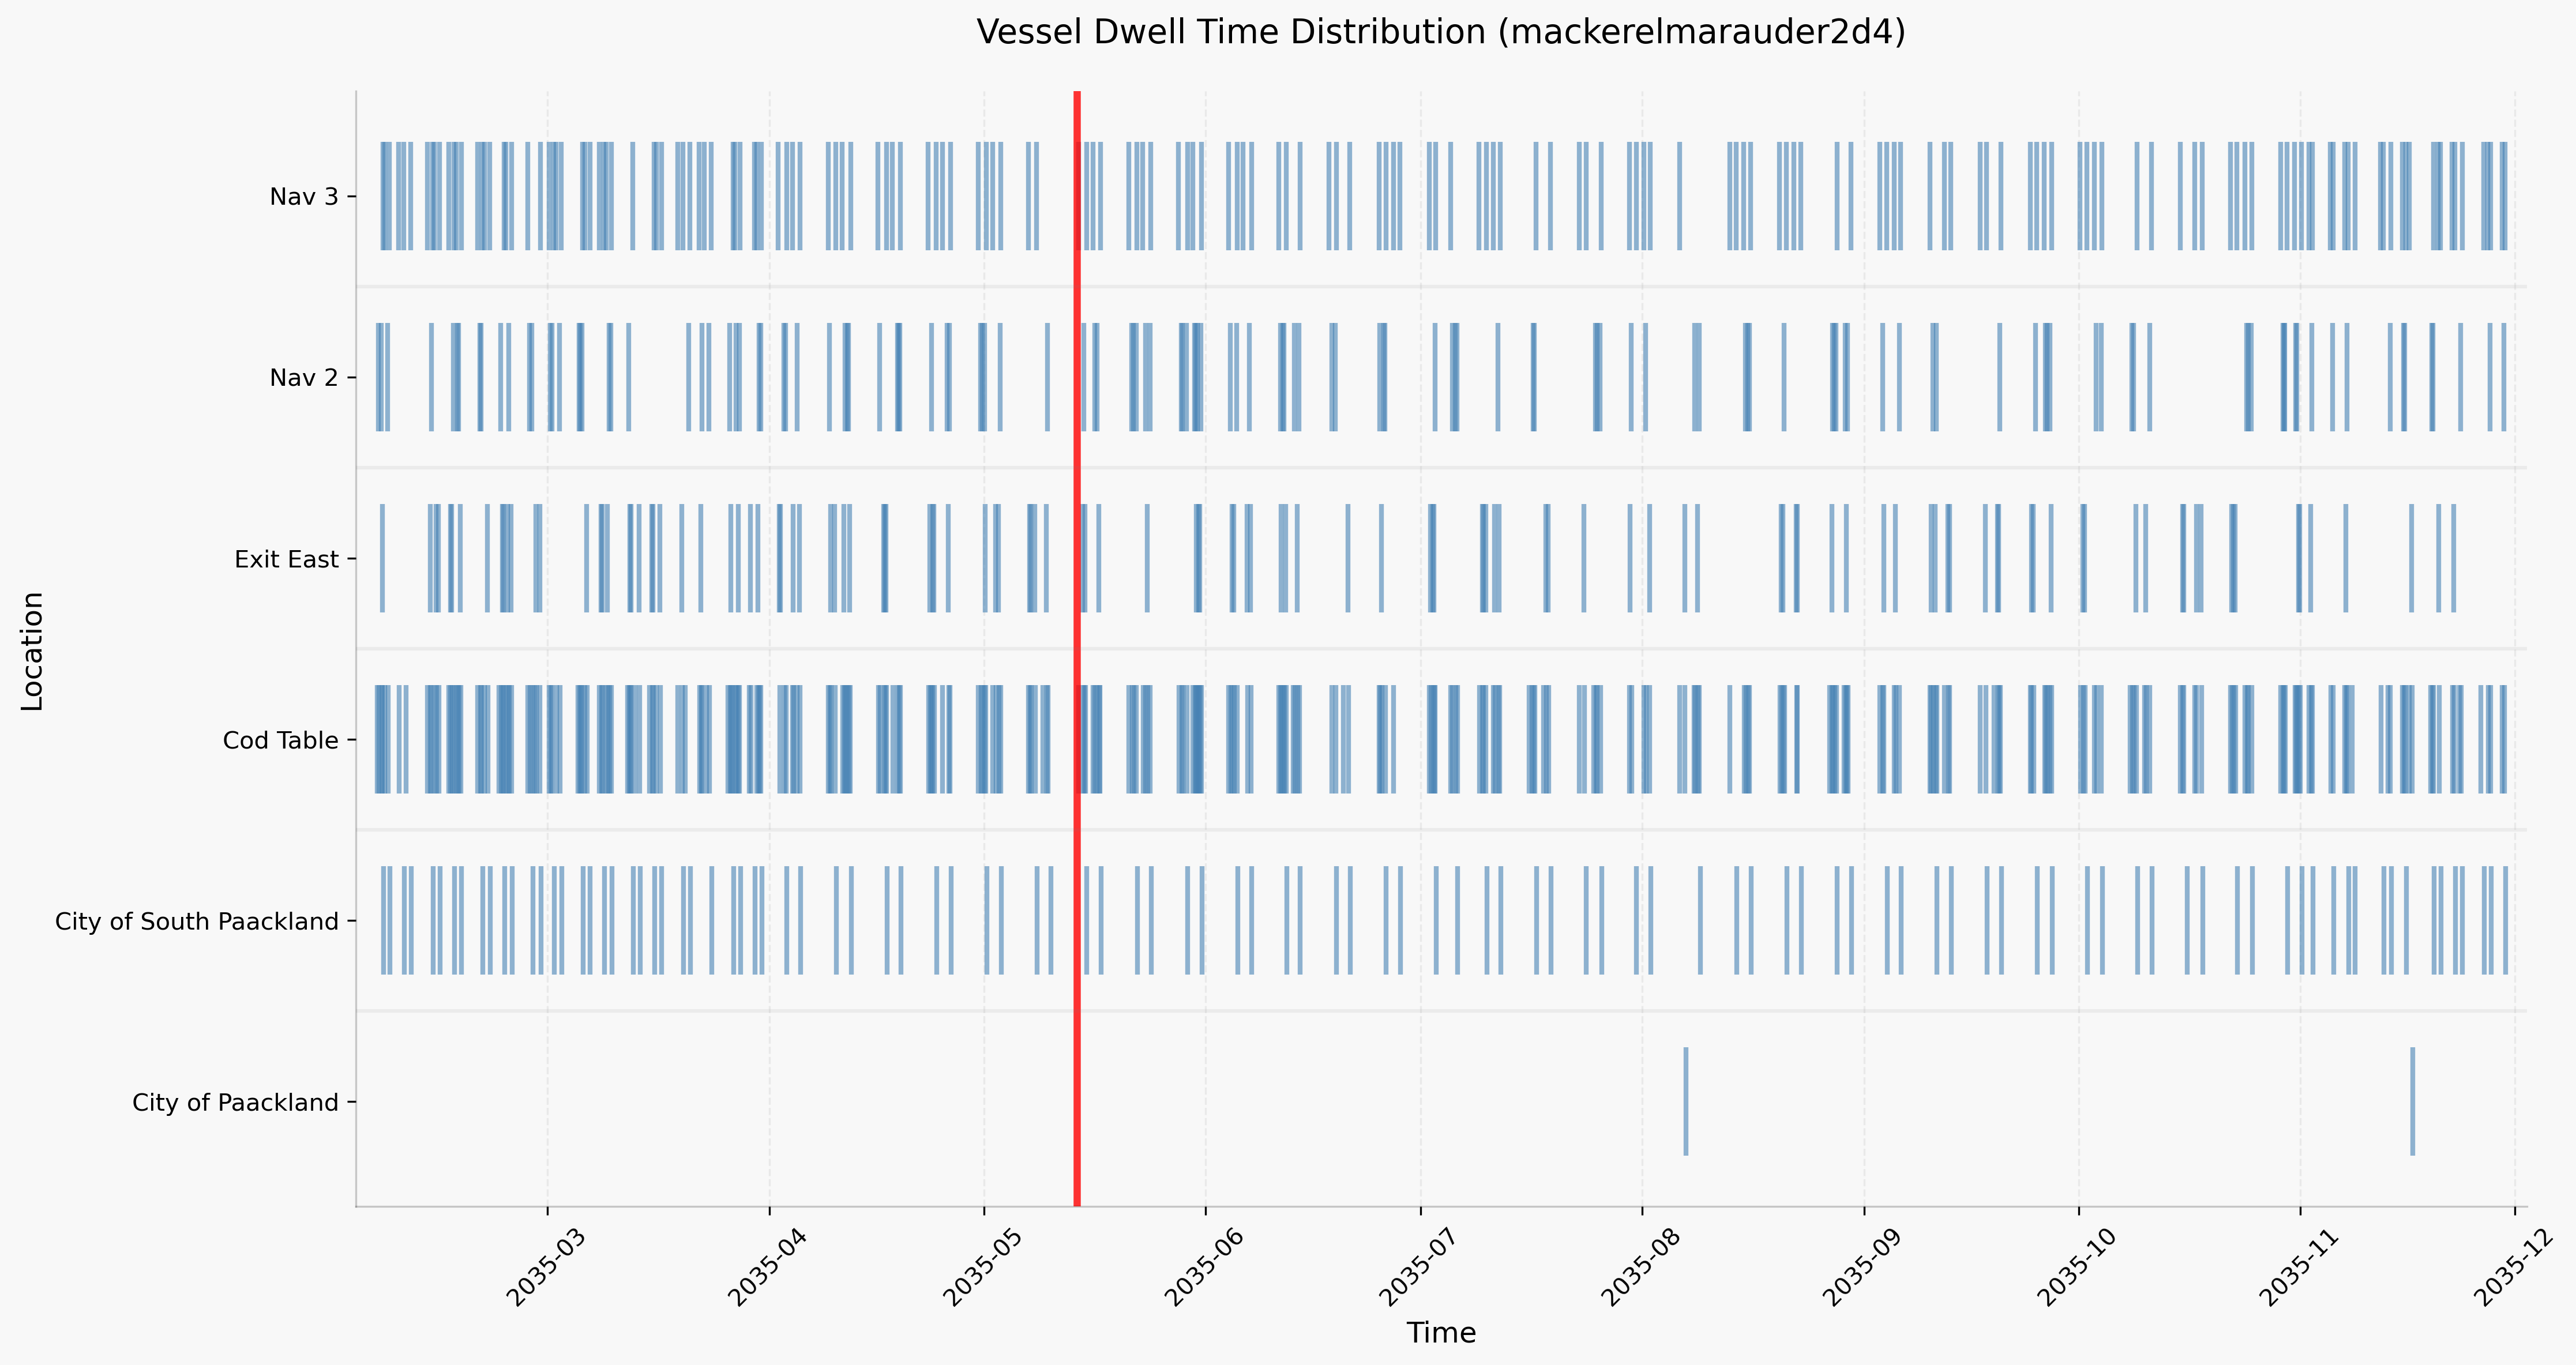 Vessel Dwell Time Distribution (mackerelmarauder2d4)
Location
Nav 3
Nav 2
Exit East
Cod Table
City of South Paackland
City of Paackland
2035-03
2035-04
2035-05
2035-06
2035-07
2035-08
2035-09
2035-10
2035-11
2035-12
Time